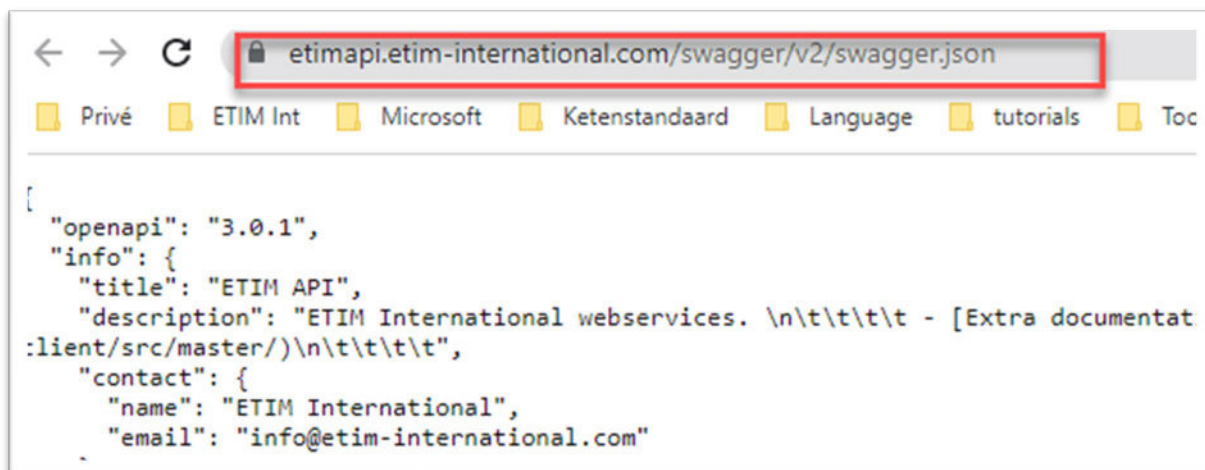 etimapi.etim-international.com/swagger/v2/swagger.json
Privé ETIM Int Microsoft Ketenstandaard Language tutorials
{
"openapi": "3.0.1",
"info": {
"title": "ETIM API",
"description": "ETIM International webservices. \n\t\t\t\t - [Extra
client/src/master/)\n\t\t\t\t",
"contact": {
"name": "ETIM International",
"email": "info@etim-international.com"